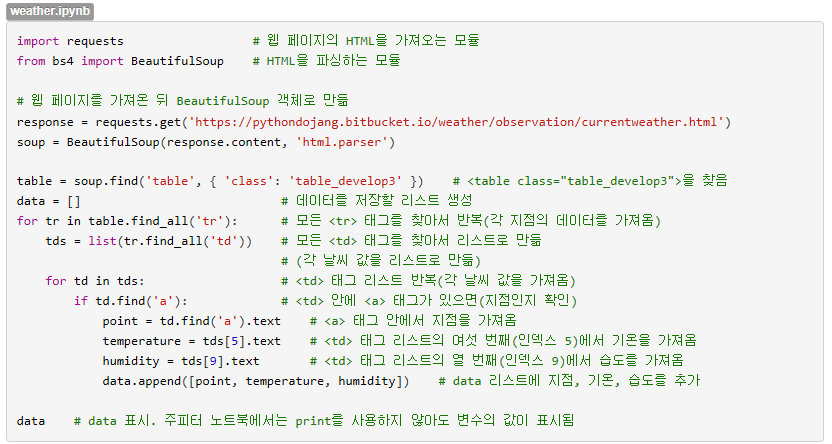 weather.ipynb
import requests # 웹 페이지의 HTML을 가져오는 모듈
from bs4 import BeautifulSoup # HTML을 파싱하는 모듈
# 웹 페이지를 가져온 뒤 BeautifulSoup 객체로 만듦
response = requests.get('https://pythondojang.bitbucket.io/weather/observation/currentweather.html')
soup = BeautifulSoup(response.content, 'html.parser')
table = soup.find('table', { 'class': 'table_develop3' }) # <table class="table_develop3">을 찾음
data = [] # 데이터를 저장할 리스트 생성
for tr in table.find_all('tr'): # 모든 <tr> 태그를 찾아서 반복(각 지점의 데이터를 가져옴)
tds = list(tr.find_all('td')) # 모든 <td> 태그를 찾아서 리스트로 만듦
# (각 날씨 값을 리스트로 만듦)
for td in tds: # <td> 태그 리스트 반복(각 날씨 값을 가져옴)
if td.find('a'): # <td> 안에 <a> 태그가 있으면(지점인지 확인)
point = td.find('a').text # <a> 태그 안에서 지점을 가져옴
temperature = tds[5].text # <td> 태그 리스트의 여섯 번째(인덱스 5)에서 기온을 가져옴
humidity = tds[9].text # <td> 태그 리스트의 열 번째(인덱스 9)에서 습도를 가져옴
data.append([point, temperature, humidity]) # data 리스트에 지점, 기온, 습도를 추가
data # data 표시. 주피터 노트북에서는 print를 사용하지 않아도 변수의 값이 표시됨